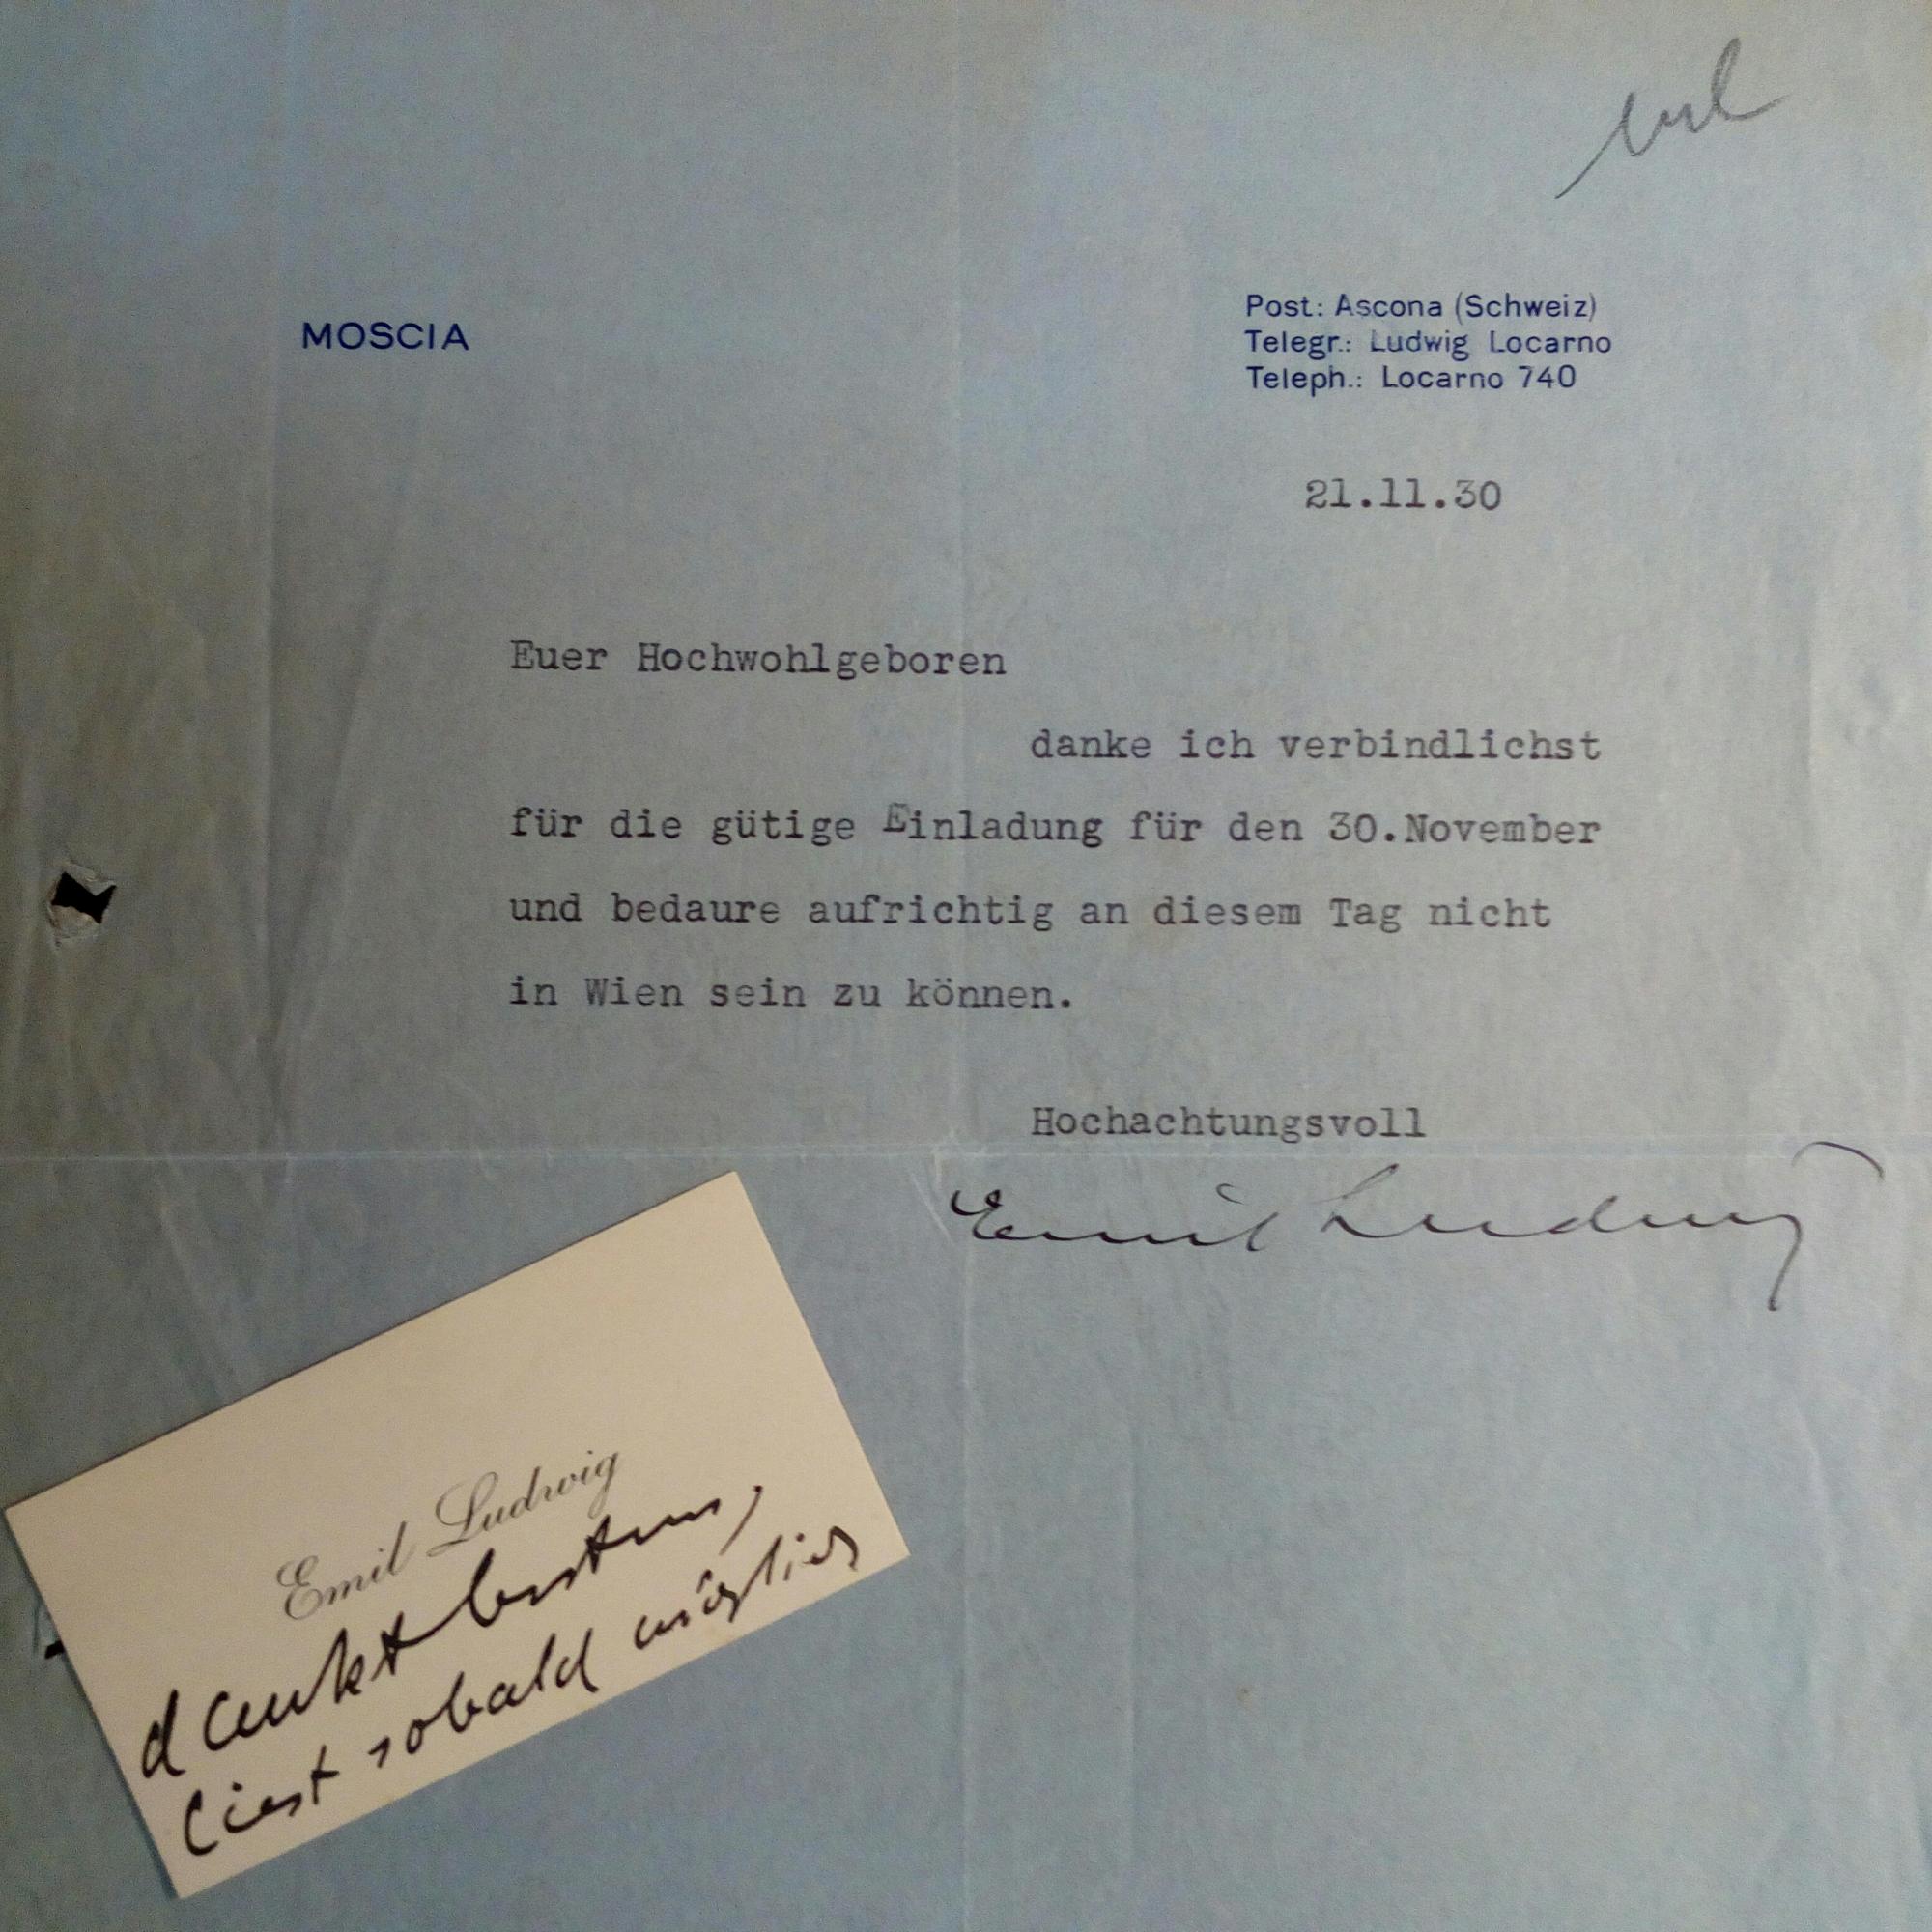 MOSCIA
Post: Ascona (Schweiz)
Telegr.: Ludwig Locarno
Teleph.: Locarno 740
21.11.30
Euer Hochwohlgeboren
danke ich verbindlichst
für die gütige Einladung für den 30.November
und bedaure aufrichtig an diesem Tag nicht
in Wien sein zu können.
Hochachtungsvoll
Emil Ludwig
Emil Ludwig
dankt bestens,
liest sobald möglich